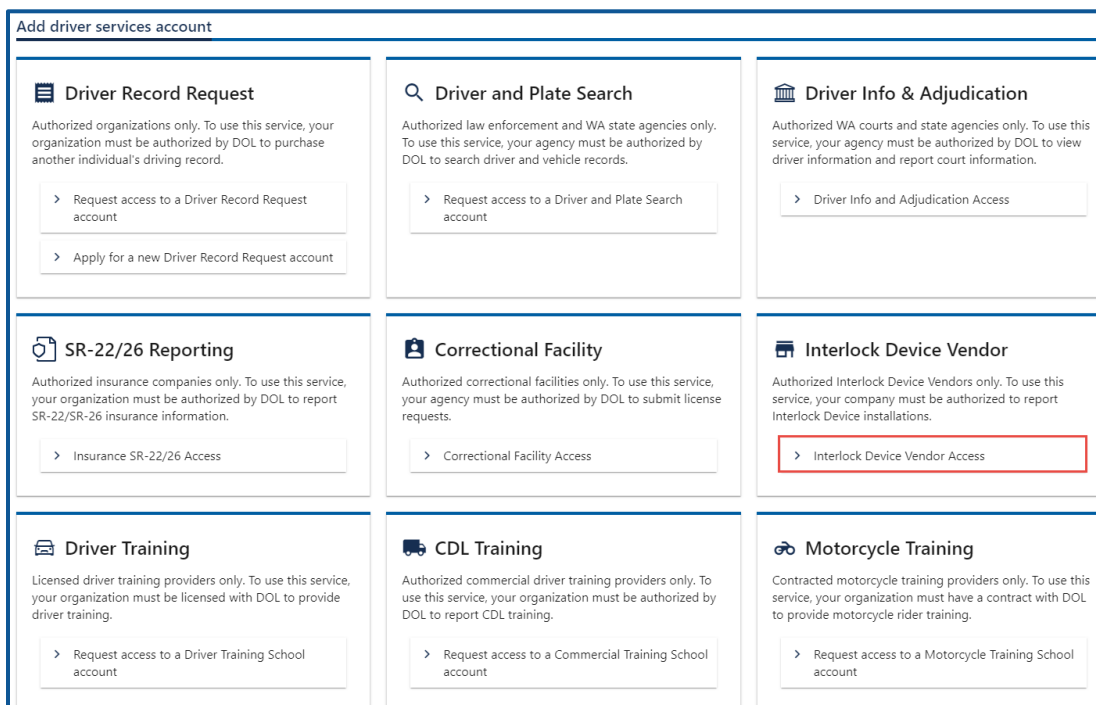 Add driver services account
Driver Record Request
Authorized organizations only. To use this service, your
organization must be authorized by DOL to purchase
another individual's driving record.
Request access to a Driver Record Request
account
Apply for a new Driver Record Request account
Driver and Plate Search
Authorized law enforcement and WA state agencies only.
To use this service, your agency must be authorized by
DOL to search driver and vehicle records.
Request access to a Driver and Plate Search
account
Driver Info & Adjudication
Authorized WA courts and state agencies only. To use this
service, your agency must be authorized by DOL to view
driver information and report court information.
Driver Info and Adjudication Access
SR-22/26 Reporting
Authorized insurance companies only. To use this service,
your organization must be authorized by DOL to report
SR-22/SR-26 insurance information.
Insurance SR-22/26 Access
Correctional Facility
Authorized correctional facilities only. To use this service,
your agency must be authorized by DOL to submit license
requests.
Correctional Facility Access
Interlock Device Vendor
Authorized Interlock Device Vendors only. To use this
service, your company must be authorized to report
Interlock Device installations.
Interlock Device Vendor Access
Driver Training
Licensed driver training providers only. To use this service,
your organization must be licensed with DOL to provide
driver training.
Request access to a Driver Training School
account
CDL Training
Authorized commercial driver training providers only. To
use this service, your organization must be authorized by
DOL to report CDL training.
Request access to a Commercial Training School
account
Motorcycle Training
Contracted motorcycle training providers only. To use this
service, your organization must have a contract with DOL
to provide motorcycle rider training.
Request access to a Motorcycle Training School
account